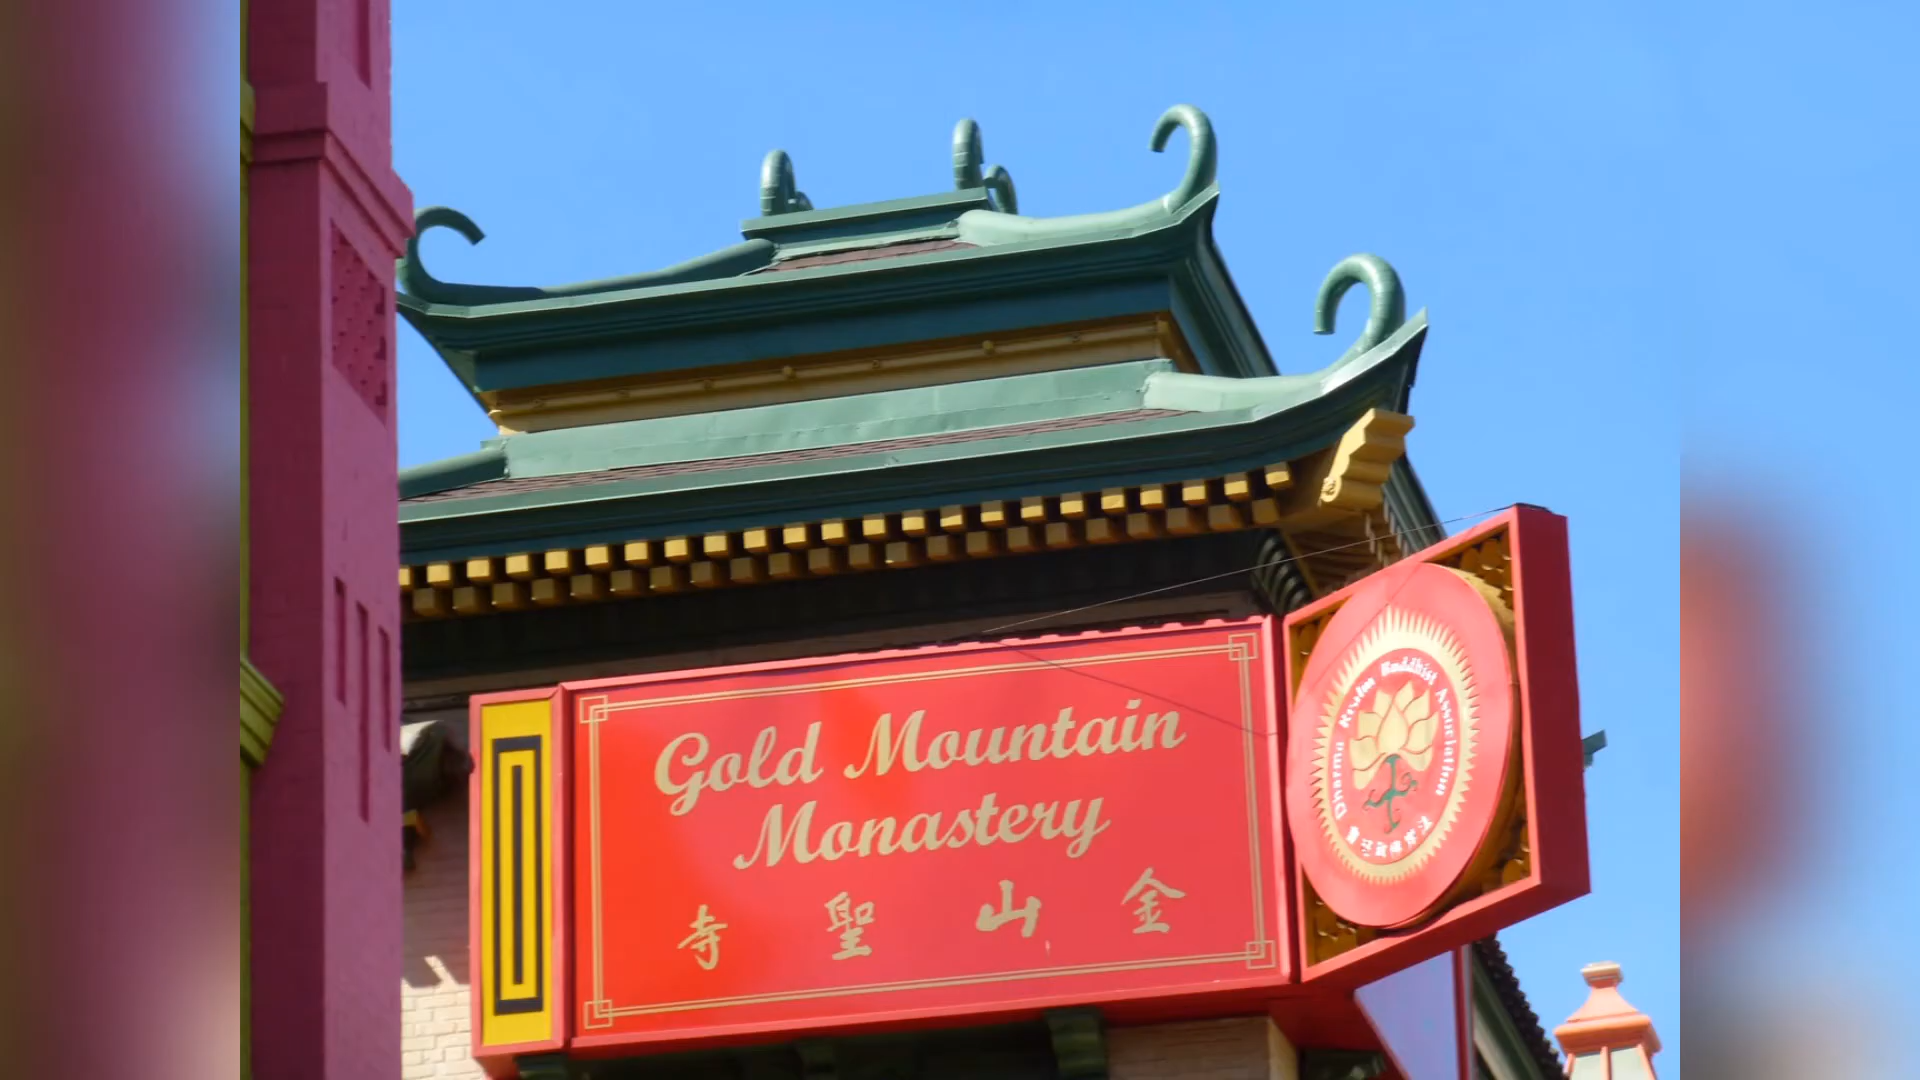 Gold Mountain
Monastery
金山聖寺
Dharma Realm Buddhist Association